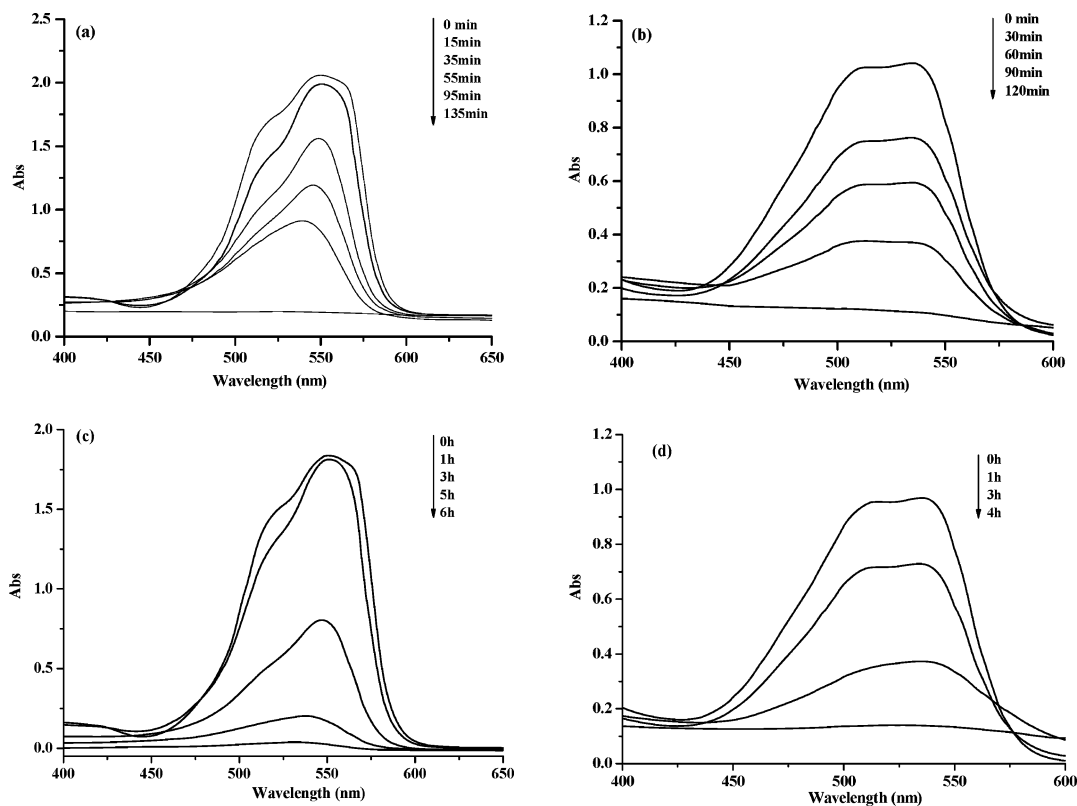 (a)
0 min
15min
35min
55min
95min
135min
2.5
2.0
1.5
1.0
0.5
0.0
Abs
400 450 500 550 600 650
Wavelength (nm)
(b)
0 min
30min
60min
90min
120min
1.2
1.0
0.8
0.6
0.4
0.2
0.0
Abs
400 450 500 550 600
Wavelength (nm)
(c)
0h
1h
3h
5h
6h
2.0
1.5
1.0
0.5
0.0
Abs
400 450 500 550 600 650
Wavelength (nm)
(d)
0h
1h
3h
4h
1.2
1.0
0.8
0.6
0.4
0.2
0.0
Abs
400 450 500 550 600
Wavelength (nm)